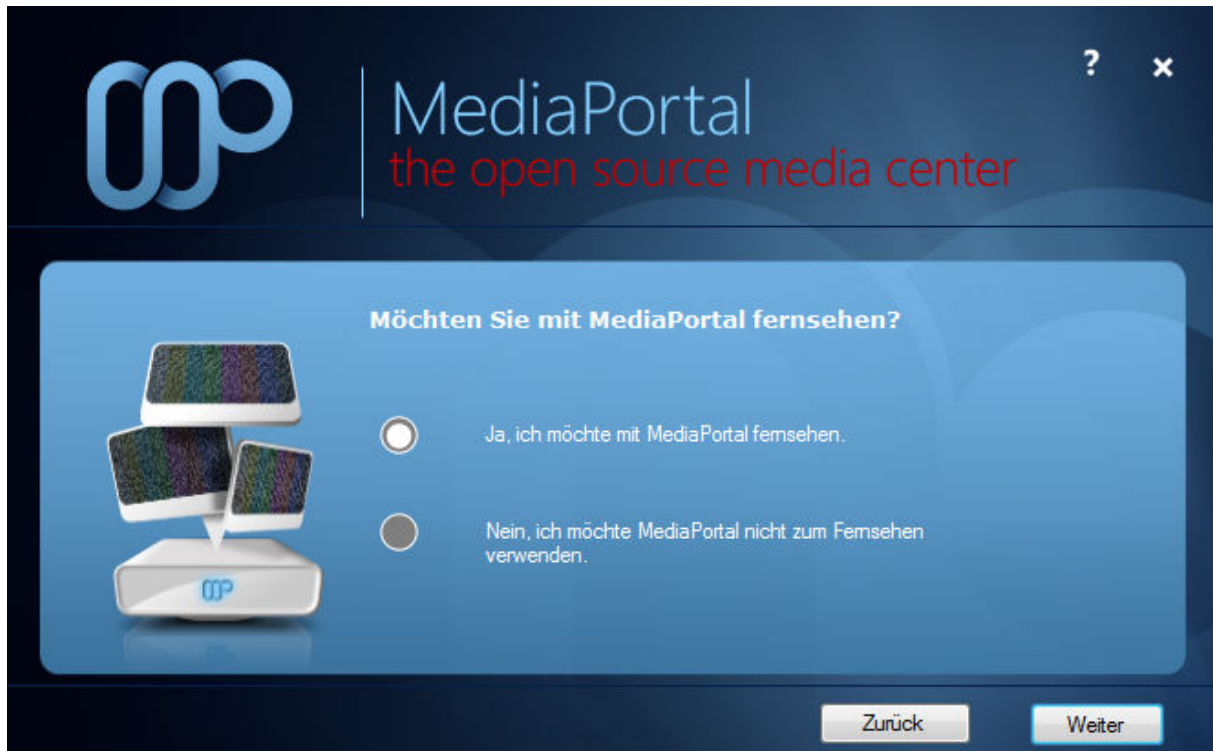 MediaPortal
the open source media center
?
Möchten Sie mit MediaPortal fernsehen?
Ja, ich möchte mit MediaPortal fernsehen.
Nein, ich möchte MediaPortal nicht zum Fernsehen
verwenden.
Zurück
Weiter